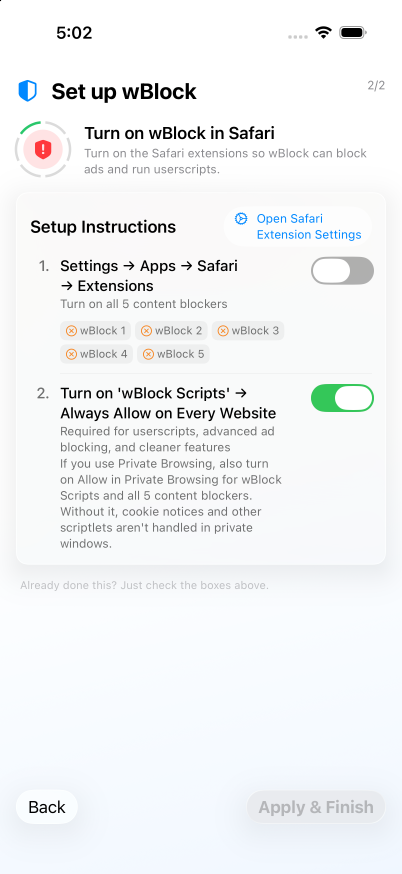 5:02
Set up wBlock
2/2
Turn on wBlock in Safari
Turn on the Safari extensions so wBlock can block
ads and run userscripts.
Setup Instructions
Open Safari
Extension Settings
1. Settings → Apps → Safari
→ Extensions
Turn on all 5 content blockers
wBlock 1 wBlock 2 wBlock 3
wBlock 4 wBlock 5
2. Turn on 'wBlock Scripts' →
Always Allow on Every Website
Required for userscripts, advanced ad
blocking, and cleaner features
If you use Private Browsing, also turn
on Allow in Private Browsing for wBlock
Scripts and all 5 content blockers.
Without it, cookie notices and other
scriptlets aren't handled in private
windows.
Already done this? Just check the boxes above.
Back
Apply & Finish